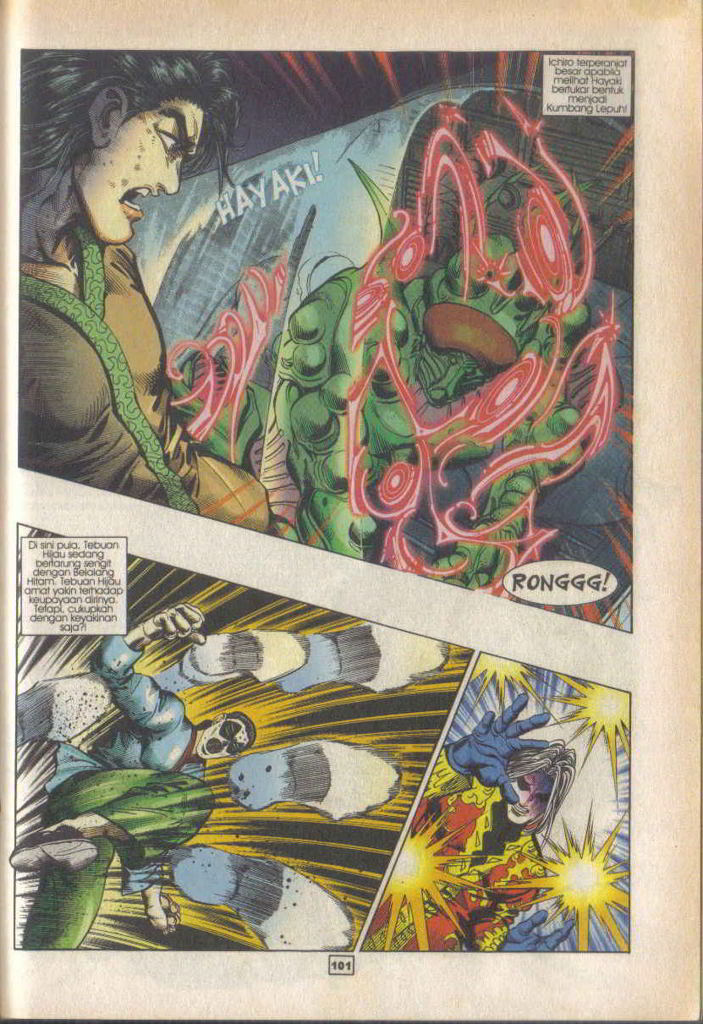 Ichiro terperanjat
besar apabila
melihat Hayaki
bertukar bentuk
menjadi
Kumbang Lepuh!
HAYAKI!
RONGGG!
Di sini pula, Tebuan
Hijau sedang
bertarung sengit
dengan Belalang
Hitam. Tebuan Hijau
amat yakin terhadap
keupayaan dirinya.
Tetapi, cukupkah
dengan keyakinan
saja?!
101